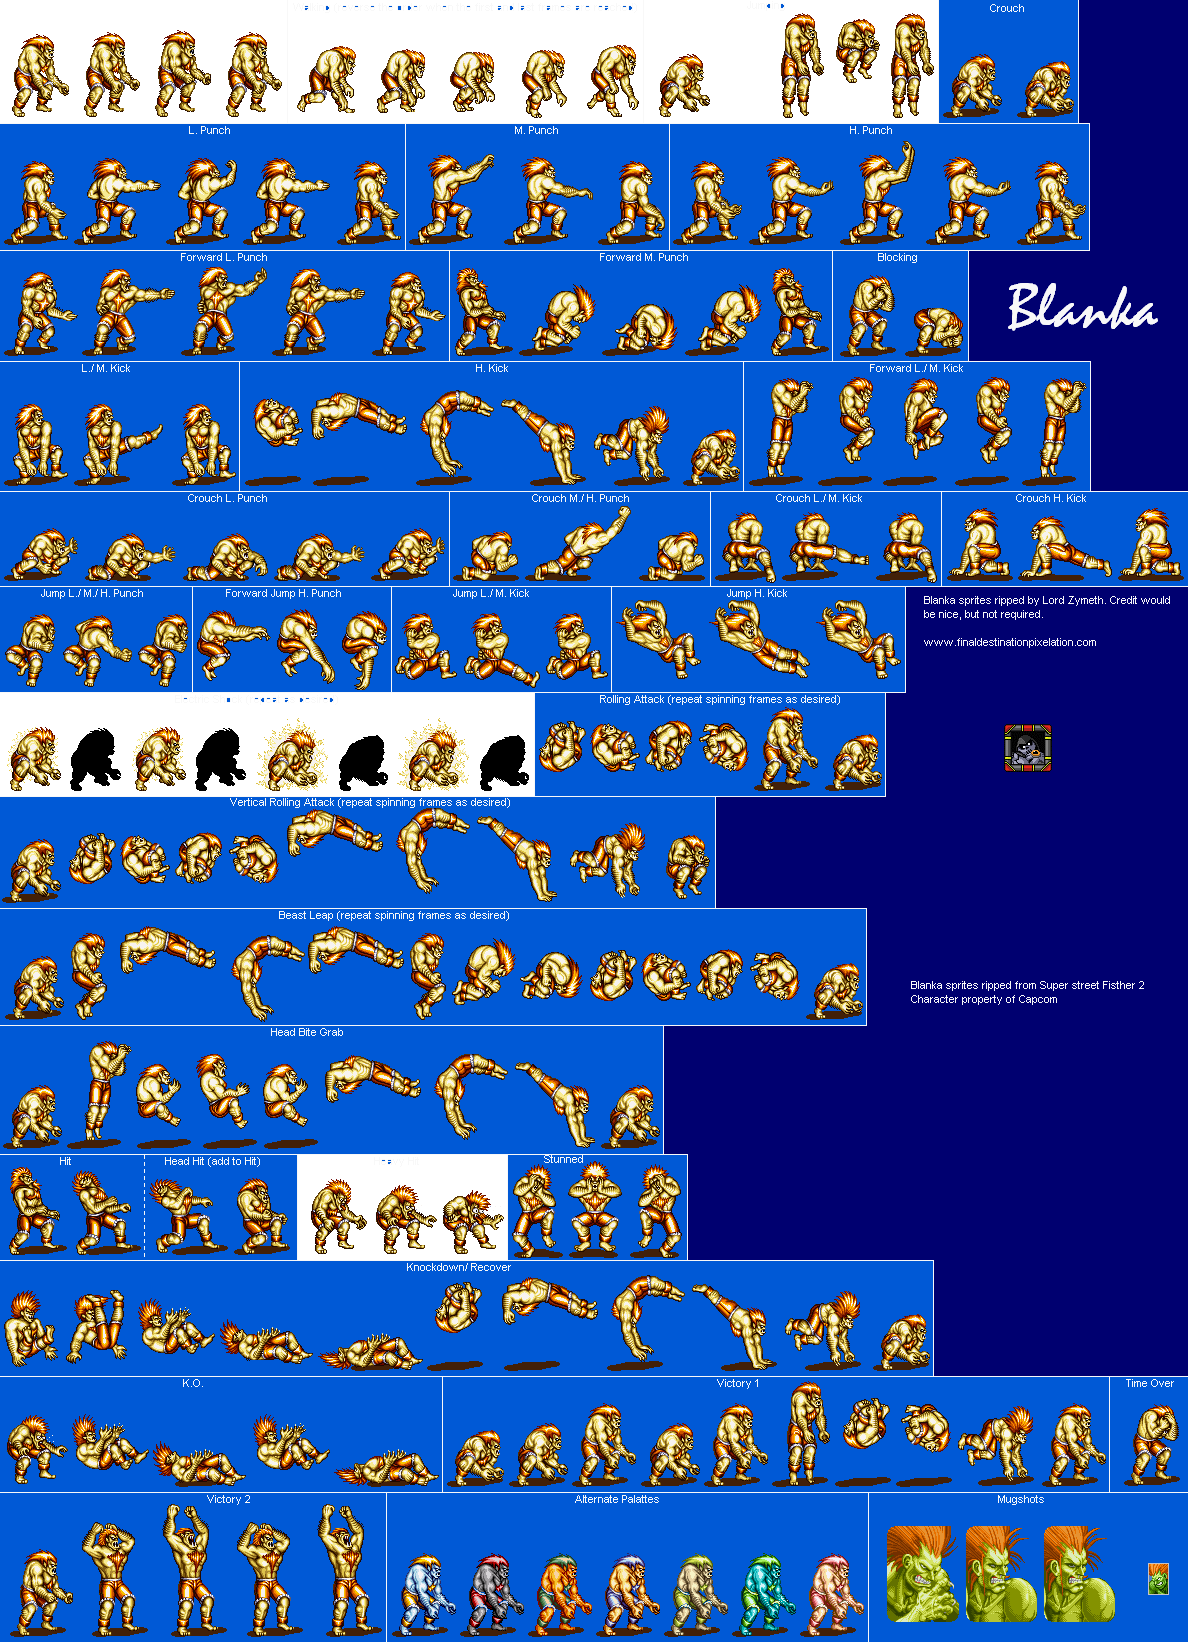 Crouch
L. Punch
M. Punch
H. Punch
Forward L. Punch
Forward M. Punch
Blocking
Blanka
L./ M. Kick
H. Kick
Forward L./ M. Kick
Crouch L. Punch
Crouch M./ H. Punch
Crouch L./ M. Kick
Crouch H. Kick
Jump L./ M./ H. Punch
Forward Jump H. Punch
Jump L./ M. Kick
Jump H. Kick
Blanka sprites ripped by Lord Zymeth. Credit would
be nice, but not required.
www.finaldestinationpixelation.com
Rolling Attack (repeat spinning frames as desired)
Vertical Rolling Attack (repeat spinning frames as desired)
Beast Leap (repeat spinning frames as desired)
Blanka sprites ripped from Super street Fisther 2
Character property of Capcom
Head Bite Grab
Hit
Head Hit (add to Hit)
Stunned
Knockdown/ Recover
K.O.
Victory 1
Time Over
Victory 2
Alternate Palattes
Mugshots